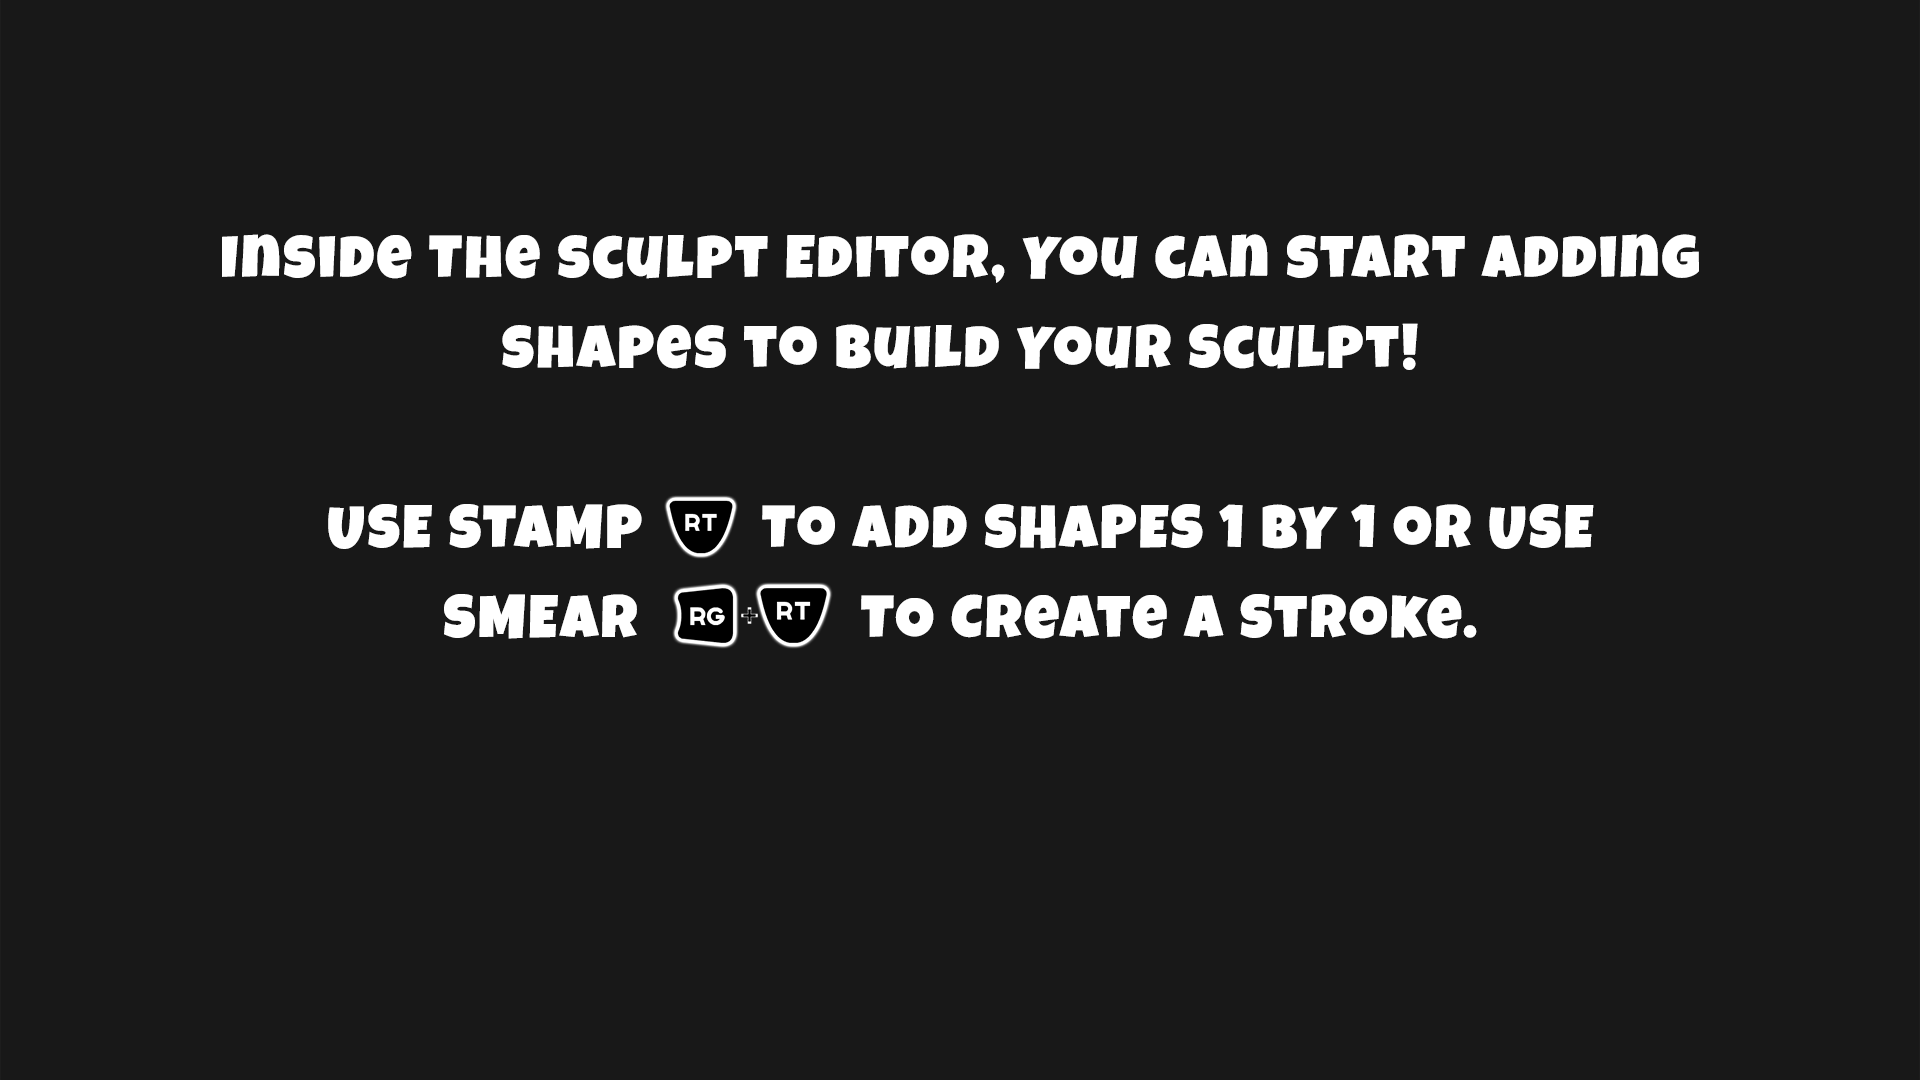 Inside the Sculpt Editor, you can start adding
shapes to build your sculpt!
USE STAMP RT TO ADD SHAPES 1 BY 1 OR USE
SMEAR RG + RT to create a stroke.